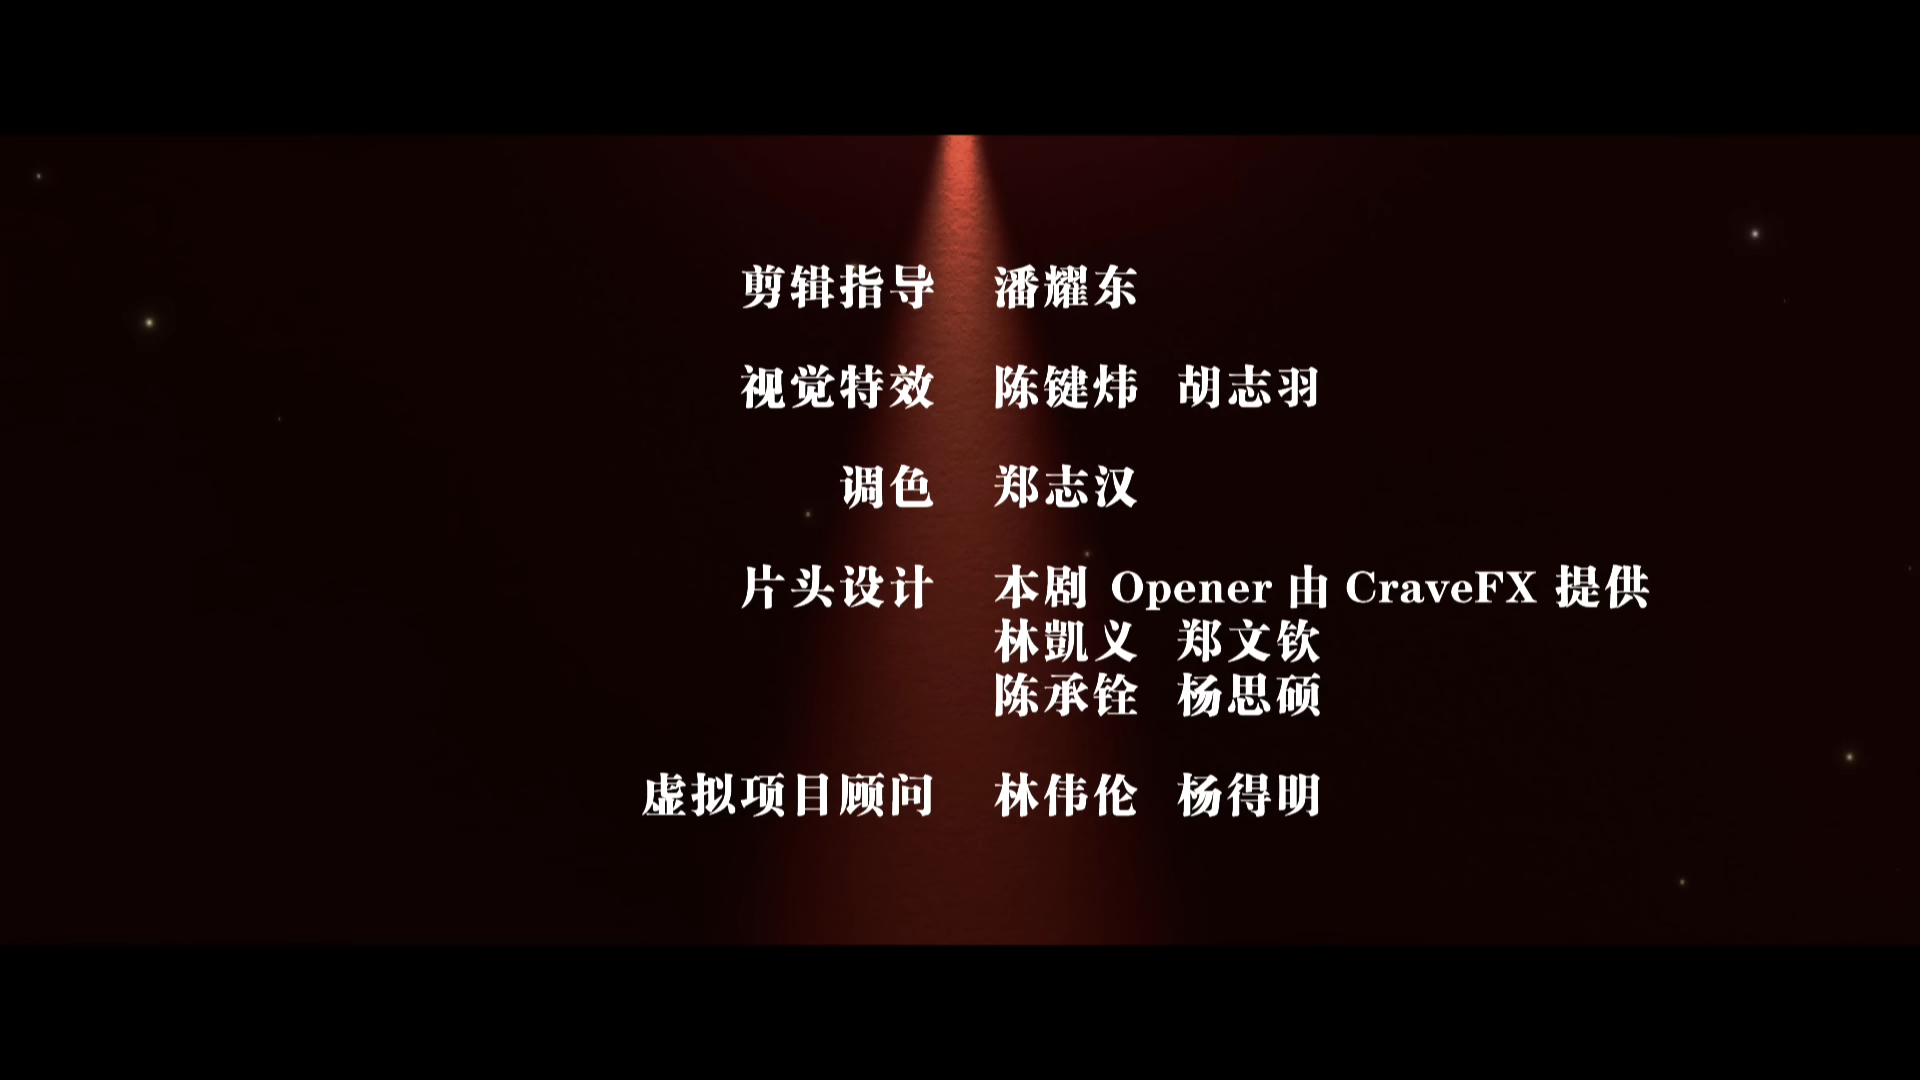 剪辑指导 潘耀东
视觉特效 陈键炜 胡志羽
调色 郑志汉
片头设计 本剧 Opener 由 CraveFX 提供
林凱义 郑文钦
陈承铨 杨思硕
虚拟项目顾问 林伟伦 杨得明